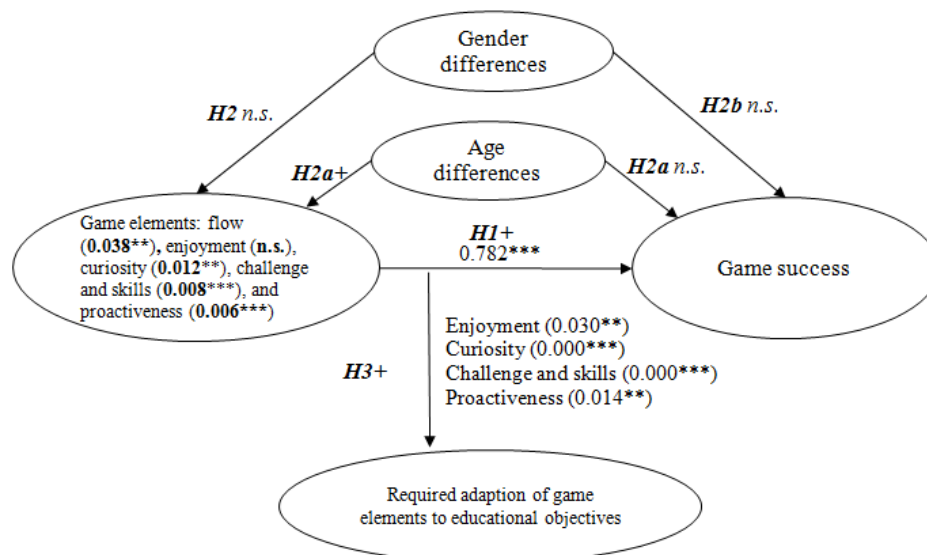 Gender
differences
H2 n.s.
H2b n.s.
Age
differences
H2a+
H2a n.s.
Game elements: flow
(0.038**), enjoyment (n.s.),
curiosity (0.012**), challenge
and skills (0.008***), and
proactiveness (0.006***)
H1+
0.782***
Game success
Enjoyment (0.030**)
Curiosity (0.000***)
Challenge and skills (0.000***)
Proactiveness (0.014**)
H3+
Required adaption of game
elements to educational objectives